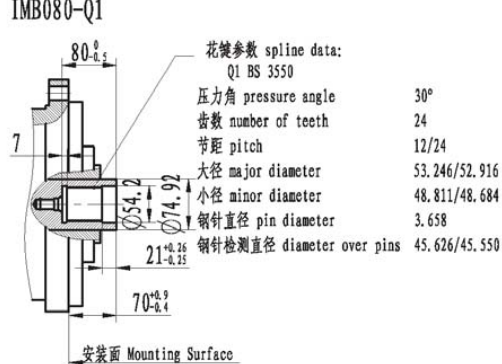 IMB080-Q1
80 0 -0.5
花键参数 spline data:
Q1 BS 3550
压力角 pressure angle 30°
齿数 number of teeth 24
节距 pitch 12/24
大径 major diameter 53.246/52.916
小径 minor diameter 48.811/48.684
钢针直径 pin diameter 3.658
钢针检测直径 diameter over pins 45.626/45.550
7
∅54.2
∅74.92
21 +0.26 -0.25
70 +0.9 -0.4
安装面 Mounting Surface